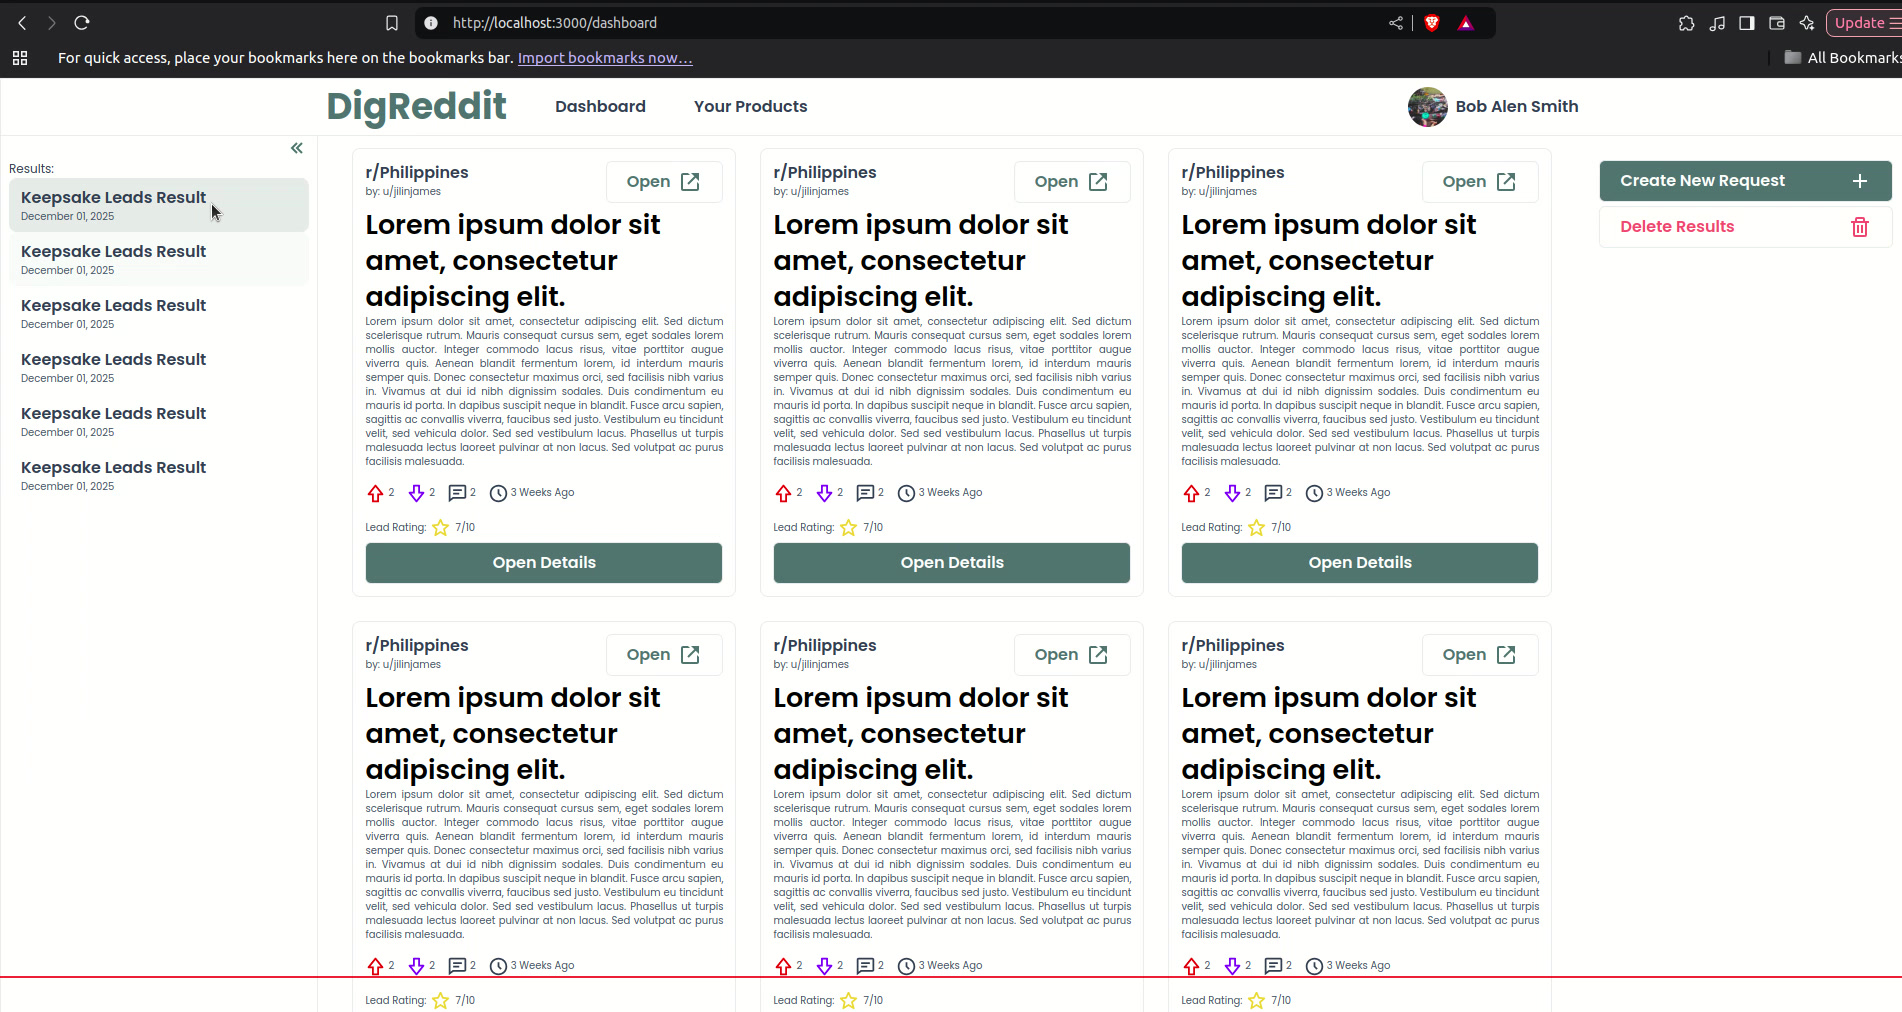 http://localhost:3000/dashboard
Update
For quick access, place your bookmarks here on the bookmarks bar. Import bookmarks now...
All Bookmarks
DigReddit
Dashboard
Your Products
Bob Alen Smith
Results:
Keepsake Leads Result
December 01, 2025
Keepsake Leads Result
December 01, 2025
Keepsake Leads Result
December 01, 2025
Keepsake Leads Result
December 01, 2025
Keepsake Leads Result
December 01, 2025
Keepsake Leads Result
December 01, 2025
r/Philippines
by: u/jilinjames
Open
Lorem ipsum dolor sit
amet, consectetur
adipiscing elit.
Lorem ipsum dolor sit amet, consectetur adipiscing elit. Sed dictum
scelerisque rutrum. Mauris consequat cursus sem, eget sodales lorem
mollis auctor. Integer commodo lacus risus, vitae porttitor augue
viverra quis. Aenean blandit fermentum lorem, id interdum mauris
semper quis. Donec consectetur maximus orci, sed facilisis nibh varius
in. Vivamus at dui id nibh dignissim sodales. Duis condimentum eu
mauris id porta. In dapibus suscipit neque in blandit. Fusce arcu sapien,
sagittis ac convallis viverra, faucibus sed justo. Vestibulum eu tincidunt
velit, sed vehicula dolor. Sed sed vestibulum lacus. Phasellus ut turpis
malesuada lectus laoreet pulvinar at non lacus. Sed volutpat ac purus
facilisis malesuada.
2 2 2 3 Weeks Ago
Lead Rating: 7/10
Open Details
r/Philippines
by: u/jilinjames
Open
Lorem ipsum dolor sit
amet, consectetur
adipiscing elit.
Lorem ipsum dolor sit amet, consectetur adipiscing elit. Sed dictum
scelerisque rutrum. Mauris consequat cursus sem, eget sodales lorem
mollis auctor. Integer commodo lacus risus, vitae porttitor augue
viverra quis. Aenean blandit fermentum lorem, id interdum mauris
semper quis. Donec consectetur maximus orci, sed facilisis nibh varius
in. Vivamus at dui id nibh dignissim sodales. Duis condimentum eu
mauris id porta. In dapibus suscipit neque in blandit. Fusce arcu sapien,
sagittis ac convallis viverra, faucibus sed justo. Vestibulum eu tincidunt
velit, sed vehicula dolor. Sed sed vestibulum lacus. Phasellus ut turpis
malesuada lectus laoreet pulvinar at non lacus. Sed volutpat ac purus
facilisis malesuada.
2 2 2 3 Weeks Ago
Lead Rating: 7/10
Open Details
r/Philippines
by: u/jilinjames
Open
Lorem ipsum dolor sit
amet, consectetur
adipiscing elit.
Lorem ipsum dolor sit amet, consectetur adipiscing elit. Sed dictum
scelerisque rutrum. Mauris consequat cursus sem, eget sodales lorem
mollis auctor. Integer commodo lacus risus, vitae porttitor augue
viverra quis. Aenean blandit fermentum lorem, id interdum mauris
semper quis. Donec consectetur maximus orci, sed facilisis nibh varius
in. Vivamus at dui id nibh dignissim sodales. Duis condimentum eu
mauris id porta. In dapibus suscipit neque in blandit. Fusce arcu sapien,
sagittis ac convallis viverra, faucibus sed justo. Vestibulum eu tincidunt
velit, sed vehicula dolor. Sed sed vestibulum lacus. Phasellus ut turpis
malesuada lectus laoreet pulvinar at non lacus. Sed volutpat ac purus
facilisis malesuada.
2 2 2 3 Weeks Ago
Lead Rating: 7/10
Open Details
r/Philippines
by: u/jilinjames
Open
Lorem ipsum dolor sit
amet, consectetur
adipiscing elit.
Lorem ipsum dolor sit amet, consectetur adipiscing elit. Sed dictum
scelerisque rutrum. Mauris consequat cursus sem, eget sodales lorem
mollis auctor. Integer commodo lacus risus, vitae porttitor augue
viverra quis. Aenean blandit fermentum lorem, id interdum mauris
semper quis. Donec consectetur maximus orci, sed facilisis nibh varius
in. Vivamus at dui id nibh dignissim sodales. Duis condimentum eu
mauris id porta. In dapibus suscipit neque in blandit. Fusce arcu sapien,
sagittis ac convallis viverra, faucibus sed justo. Vestibulum eu tincidunt
velit, sed vehicula dolor. Sed sed vestibulum lacus. Phasellus ut turpis
malesuada lectus laoreet pulvinar at non lacus. Sed volutpat ac purus
facilisis malesuada.
2 2 2 3 Weeks Ago
Lead Rating: 7/10
r/Philippines
by: u/jilinjames
Open
Lorem ipsum dolor sit
amet, consectetur
adipiscing elit.
Lorem ipsum dolor sit amet, consectetur adipiscing elit. Sed dictum
scelerisque rutrum. Mauris consequat cursus sem, eget sodales lorem
mollis auctor. Integer commodo lacus risus, vitae porttitor augue
viverra quis. Aenean blandit fermentum lorem, id interdum mauris
semper quis. Donec consectetur maximus orci, sed facilisis nibh varius
in. Vivamus at dui id nibh dignissim sodales. Duis condimentum eu
mauris id porta. In dapibus suscipit neque in blandit. Fusce arcu sapien,
sagittis ac convallis viverra, faucibus sed justo. Vestibulum eu tincidunt
velit, sed vehicula dolor. Sed sed vestibulum lacus. Phasellus ut turpis
malesuada lectus laoreet pulvinar at non lacus. Sed volutpat ac purus
facilisis malesuada.
2 2 2 3 Weeks Ago
Lead Rating: 7/10
r/Philippines
by: u/jilinjames
Open
Lorem ipsum dolor sit
amet, consectetur
adipiscing elit.
Lorem ipsum dolor sit amet, consectetur adipiscing elit. Sed dictum
scelerisque rutrum. Mauris consequat cursus sem, eget sodales lorem
mollis auctor. Integer commodo lacus risus, vitae porttitor augue
viverra quis. Aenean blandit fermentum lorem, id interdum mauris
semper quis. Donec consectetur maximus orci, sed facilisis nibh varius
in. Vivamus at dui id nibh dignissim sodales. Duis condimentum eu
mauris id porta. In dapibus suscipit neque in blandit. Fusce arcu sapien,
sagittis ac convallis viverra, faucibus sed justo. Vestibulum eu tincidunt
velit, sed vehicula dolor. Sed sed vestibulum lacus. Phasellus ut turpis
malesuada lectus laoreet pulvinar at non lacus. Sed volutpat ac purus
facilisis malesuada.
2 2 2 3 Weeks Ago
Lead Rating: 7/10
Create New Request
Delete Results